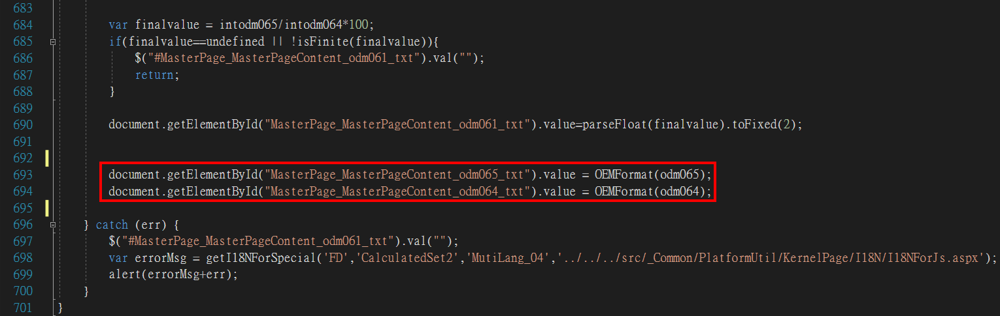 683
684 var finalvalue = intodm065/intodm064*100;
685 if(finalvalue==undefined || !isFinite(finalvalue)){
686 $("#MasterPage_MasterPageContent_odm061_txt").val("");
687 return;
688 }
689
690 document.getElementById("MasterPage_MasterPageContent_odm061_txt").value=parseFloat(finalvalue).toFixed(2);
691
692
693 document.getElementById("MasterPage_MasterPageContent_odm065_txt").value = OEMFormat(odm065);
694 document.getElementById("MasterPage_MasterPageContent_odm064_txt").value = OEMFormat(odm064);
695
696 } catch (err) {
697 $("#MasterPage_MasterPageContent_odm061_txt").val("");
698 var errorMsg = getI18NForSpecial('FD','CalculatedSet2','MutiLang_04','../../../src/_Common/PlatformUtil/KernelPage/I18N/I18NForJs.aspx');
699 alert(errorMsg+err);
700 }
701 }